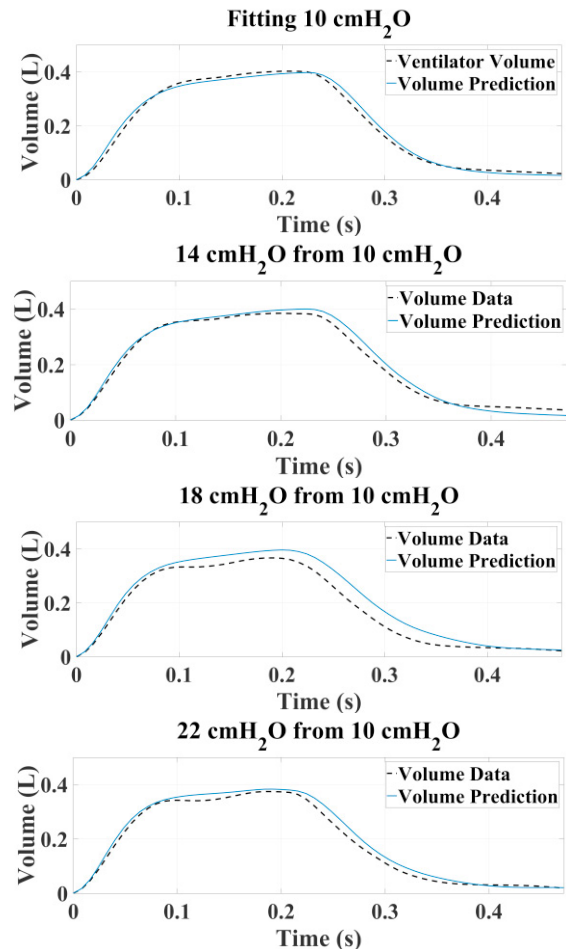 Fitting 10 cmH₂O
Volume (L)
0.4
0.2
0
Ventilator Volume
Volume Prediction
0 0.1 0.2 0.3 0.4
Time (s)
14 cmH₂O from 10 cmH₂O
Volume (L)
0.4
0.2
0
Volume Data
Volume Prediction
0 0.1 0.2 0.3 0.4
Time (s)
18 cmH₂O from 10 cmH₂O
Volume (L)
0.4
0.2
0
Volume Data
Volume Prediction
0 0.1 0.2 0.3 0.4
Time (s)
22 cmH₂O from 10 cmH₂O
Volume (L)
0.4
0.2
0
Volume Data
Volume Prediction
0 0.1 0.2 0.3 0.4
Time (s)